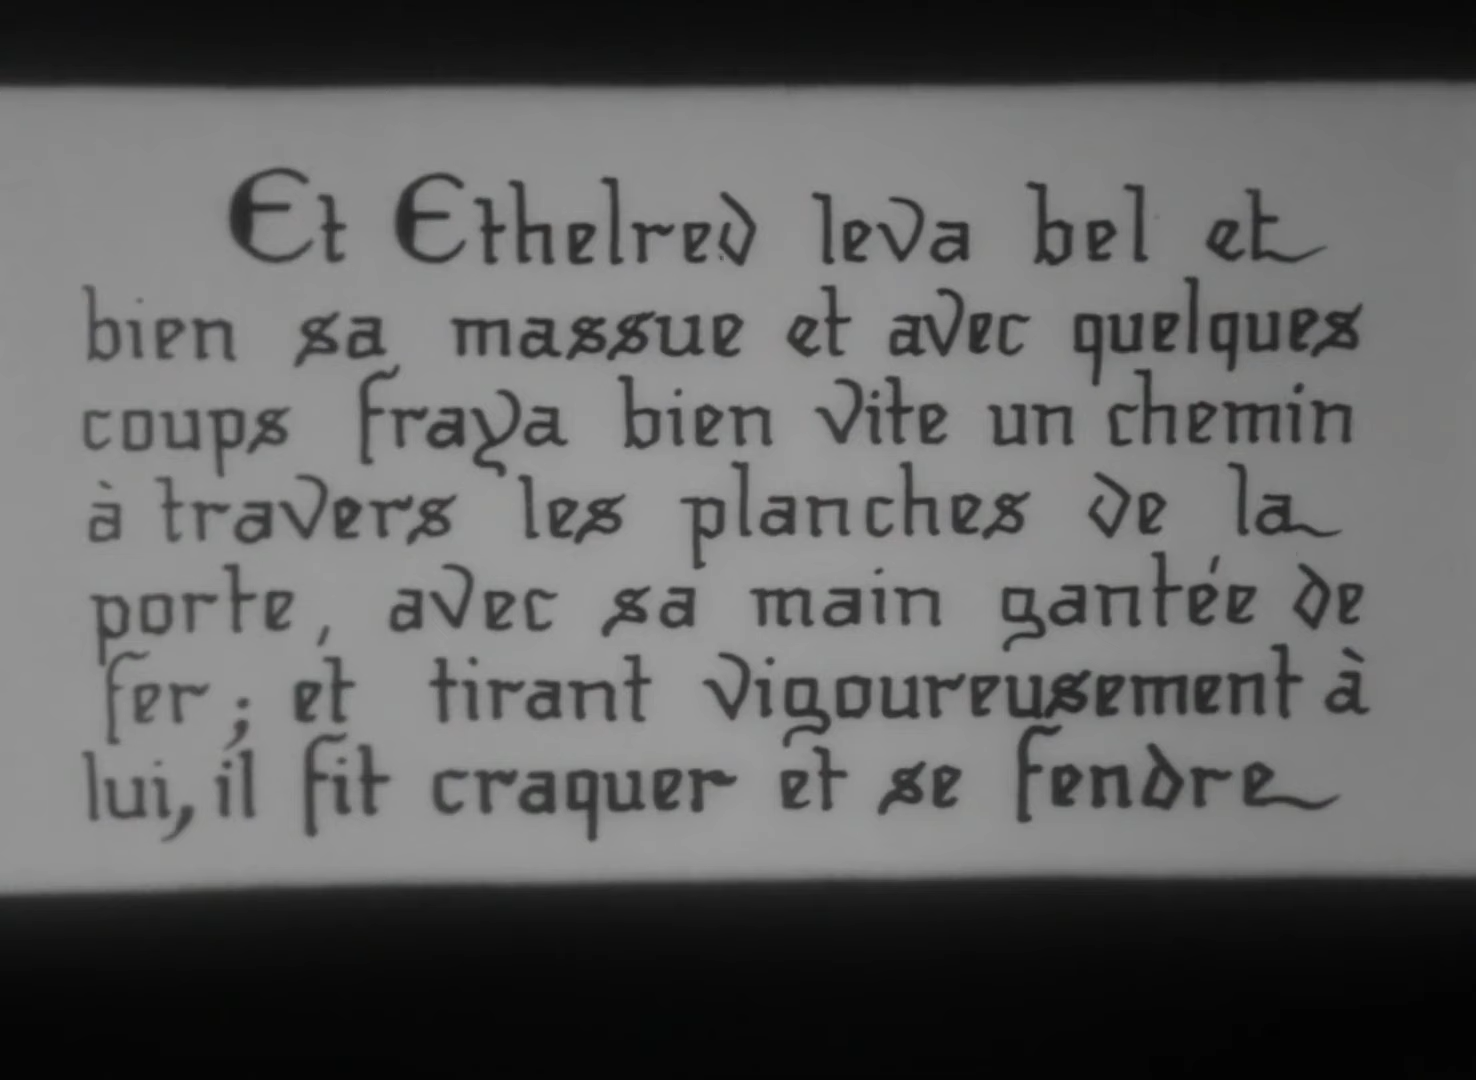 Et Ethelred leva bel et
bien sa massue et avec quelques
coups fraya bien vite un chemin
à travers les planches de la
porte, avec sa main gantée de
fer; et tirant vigoureusement à
lui, il fit craquer et se fendre